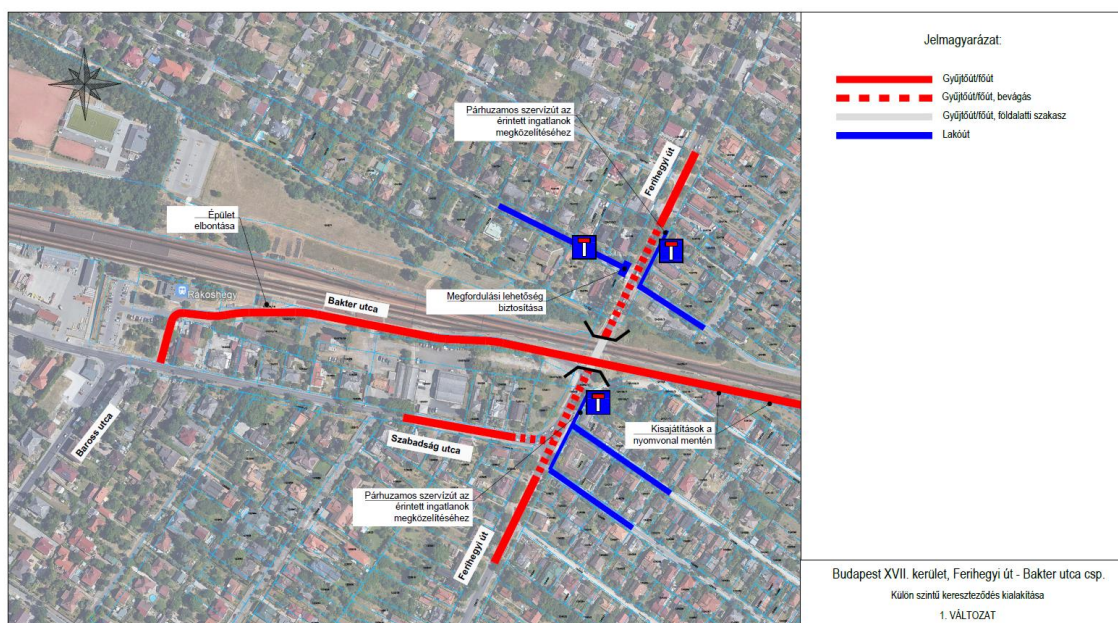 Jelmagyarázat:
Gyűjtőút/főút
Gyűjtőút/főút, bevágás
Gyűjtőút/főút, földalatti szakasz
Lakóút
Párhuzamos szervízút az
érintett ingatlanok
megközelítéséhez
Ferihegyi út
Épület
elbontása
Rákoshegy
Bakter utca
Megfordulási lehetőség
biztosítása
Baross utca
Szabadság utca
Kisajátítások a
nyomvonal mentén
Párhuzamos szervízút az
érintett ingatlanok
megközelítéséhez
Ferihegyi út
Budapest XVII. kerület, Ferihegyi út - Bakter utca csp.
Külön szintű kereszteződés kialakítása
1. VÁLTOZAT